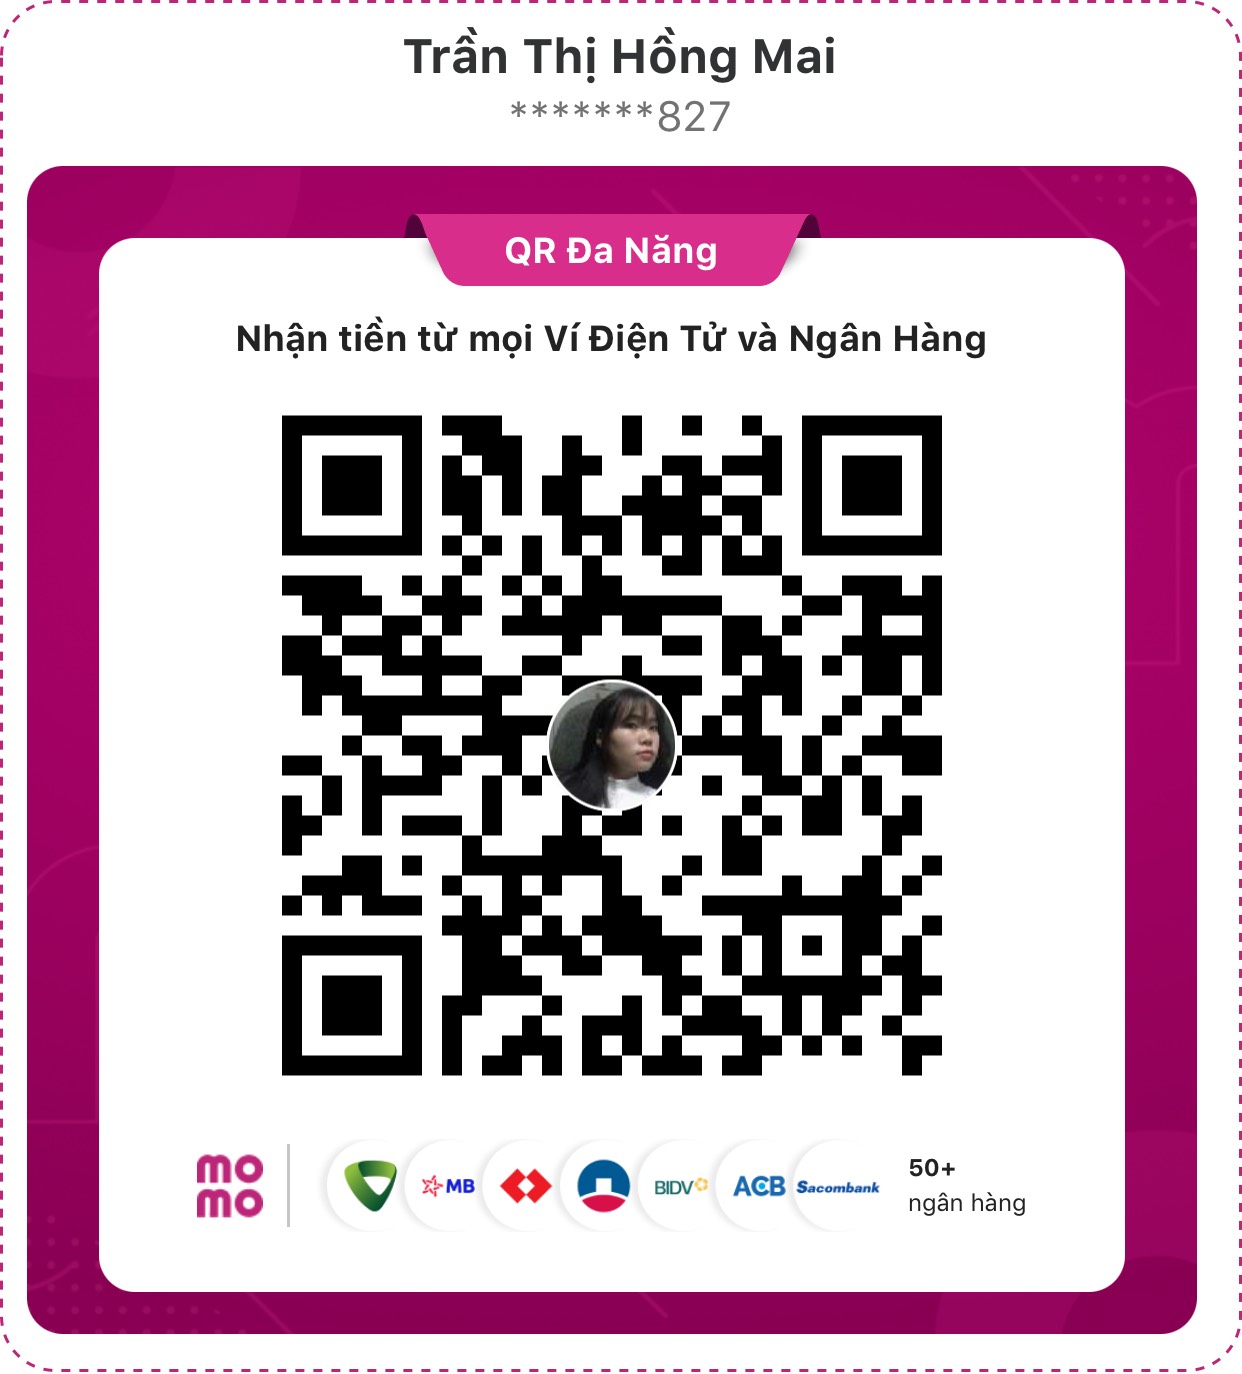 Trần Thị Hồng Mai
*******827
QR Đa Năng
Nhận tiền từ mọi Ví Điện Tử và Ngân Hàng
mo
mo
MB
BIDV
ACB
Sacombank
50+
ngân hàng